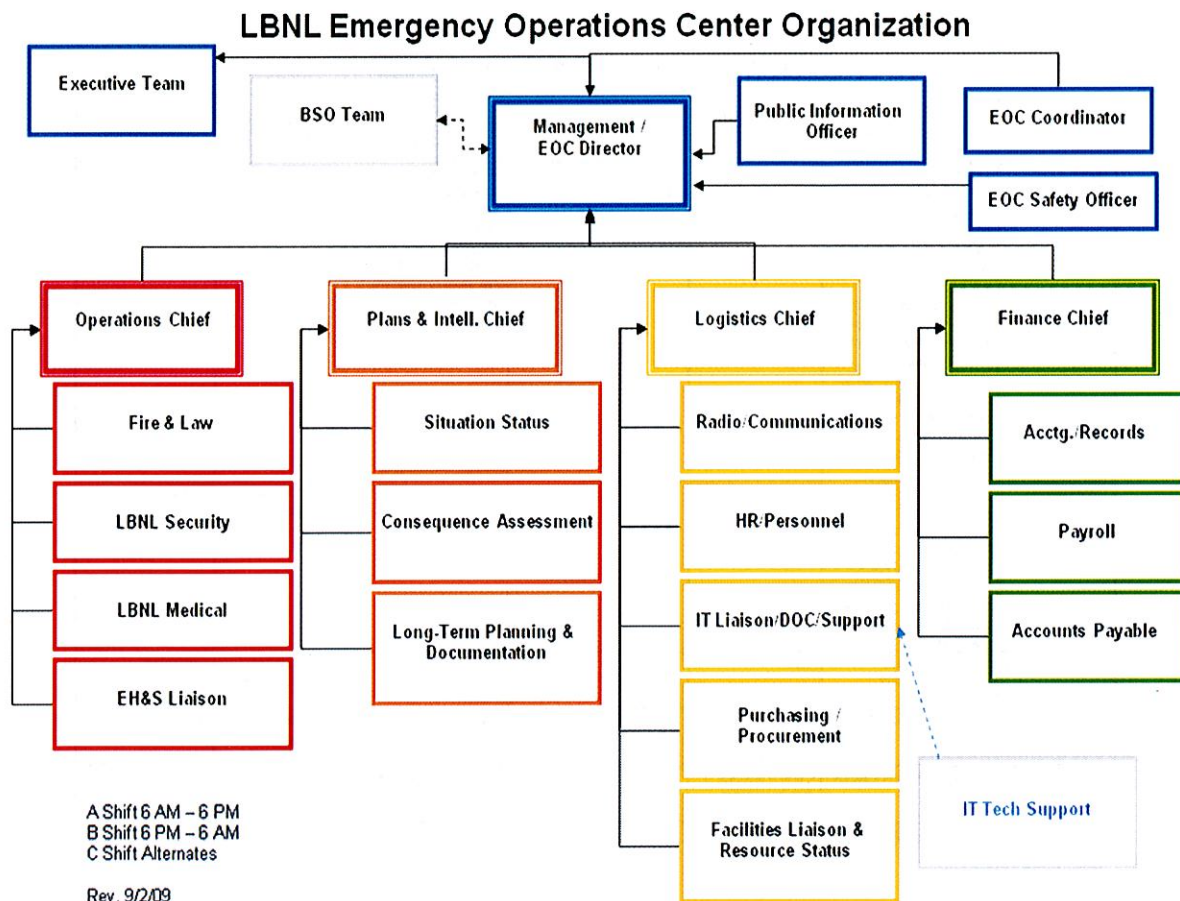 LBNL Emergency Operations Center Organization
Executive Team
BSO Team
Management /
EOC Director
Public Information
Officer
EOC Coordinator
EOC Safety Officer
Operations Chief
Plans & Intell. Chief
Logistics Chief
Finance Chief
Fire & Law
LBNL Security
LBNL Medical
EH&S Liaison
Situation Status
Consequence Assessment
Long-Term Planning &
Documentation
Radio/Communications
HR/Personnel
IT Liaison/DOC/Support
Purchasing /
Procurement
Facilities Liaison &
Resource Status
Acctg./Records
Payroll
Accounts Payable
IT Tech Support
A Shift 6 AM – 6 PM
B Shift 6 PM – 6 AM
C Shift Alternates
Rev. 9/2/09